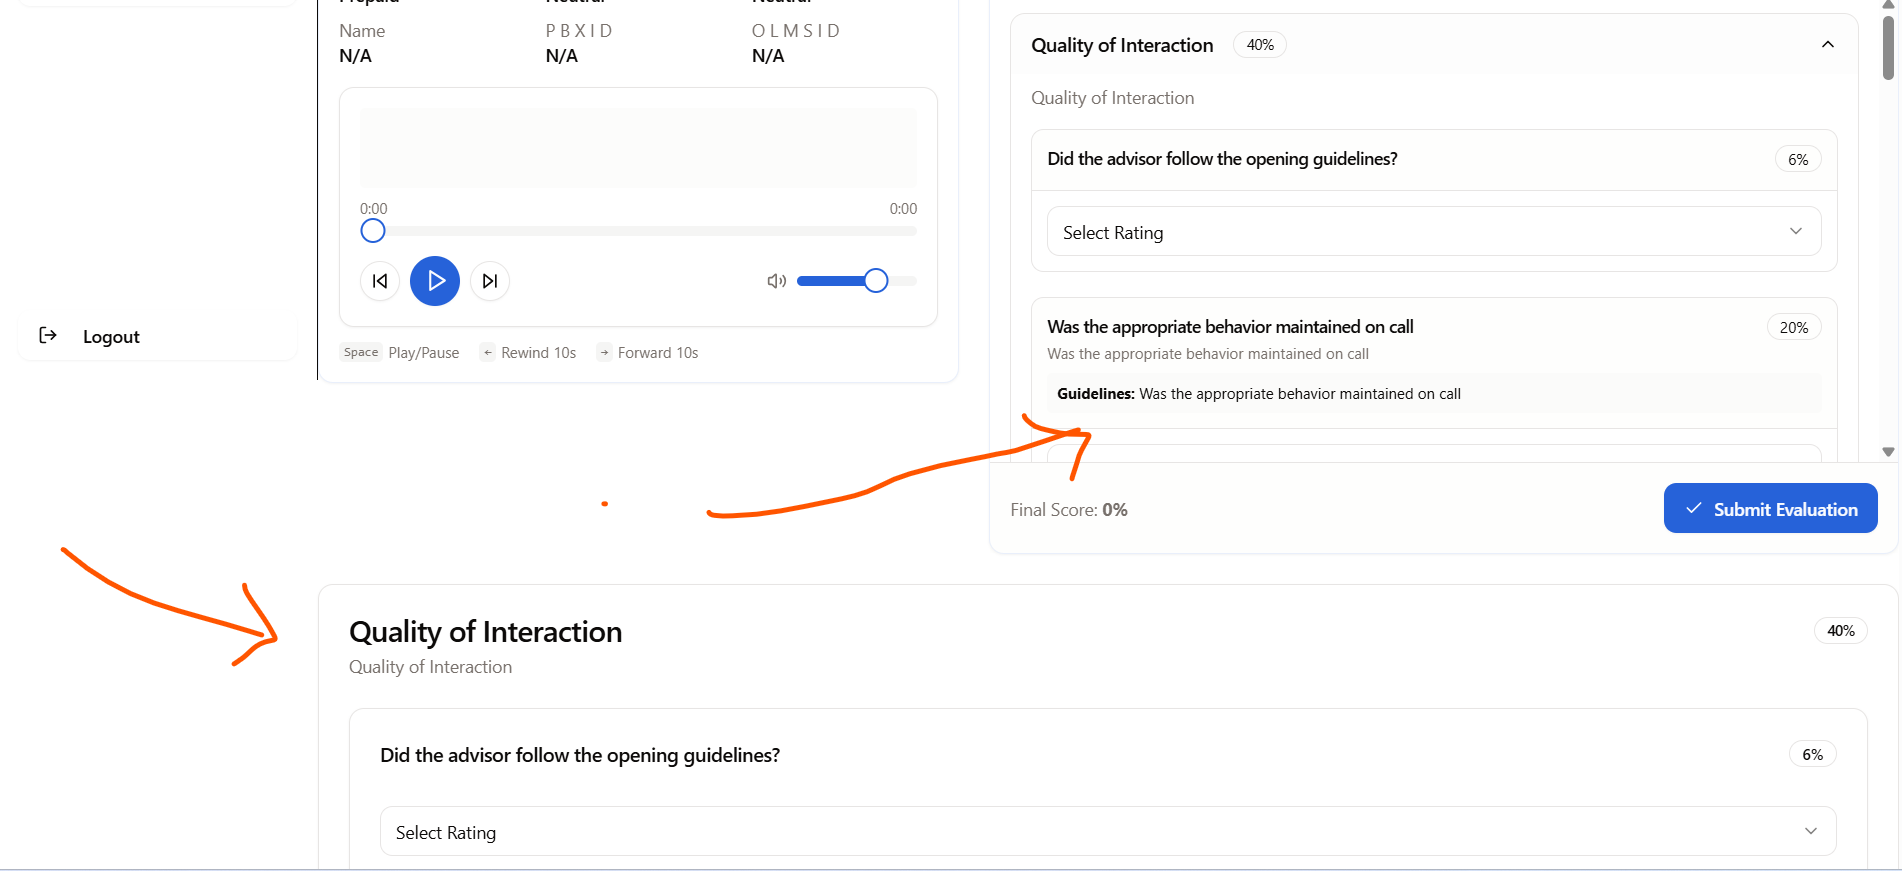 Prepaid Neutral Neutral
Name PBXID OLMSID
N/A N/A N/A
0:00 0:00
Space Play/Pause ← Rewind 10s → Forward 10s
Logout
Quality of Interaction 40%
Quality of Interaction
Did the advisor follow the opening guidelines? 6%
Select Rating
Was the appropriate behavior maintained on call 20%
Was the appropriate behavior maintained on call
Guidelines: Was the appropriate behavior maintained on call
Final Score: 0% Submit Evaluation
Quality of Interaction 40%
Quality of Interaction
Did the advisor follow the opening guidelines? 6%
Select Rating